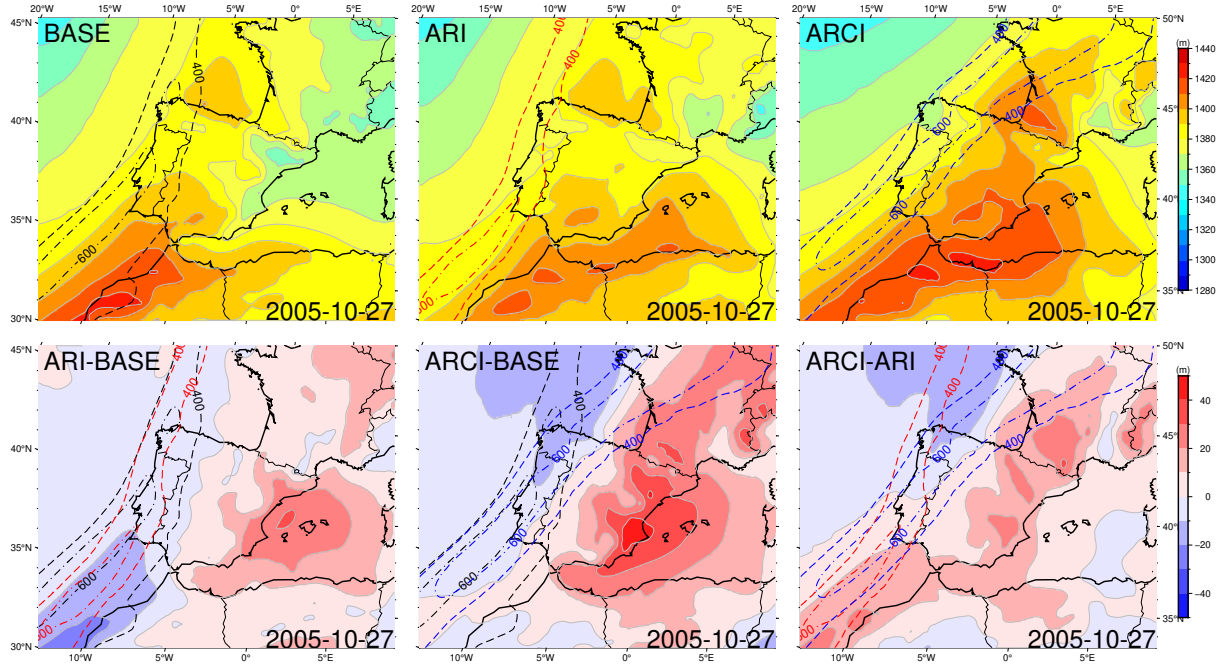 20°W 15°W 10°W 5°W 0° 5°E 20°W 15°W 10°W 5°W 0° 5°E 20°W 15°W 10°W 5°W 0° 5°E
45°N BASE ARI ARCI 50°N
(m)
1440
1420
1400
45°N 1380
1360
1340
40°N 1320
1300
1280
35°N
40°N
35°N
30°N
400
600
400
600
400
600
2005-10-27 2005-10-27 2005-10-27
45°N ARI-BASE ARCI-BASE ARCI-ARI 50°N
(m)
40
45°N
20
0
40°N
-20
-40
35°N
40°N
35°N
30°N
400
400
600
400
400
600
600
400
400
600
2005-10-27 2005-10-27 2005-10-27
10°W 5°W 0° 5°E 10°W 5°W 0° 5°E 10°W 5°W 0° 5°E